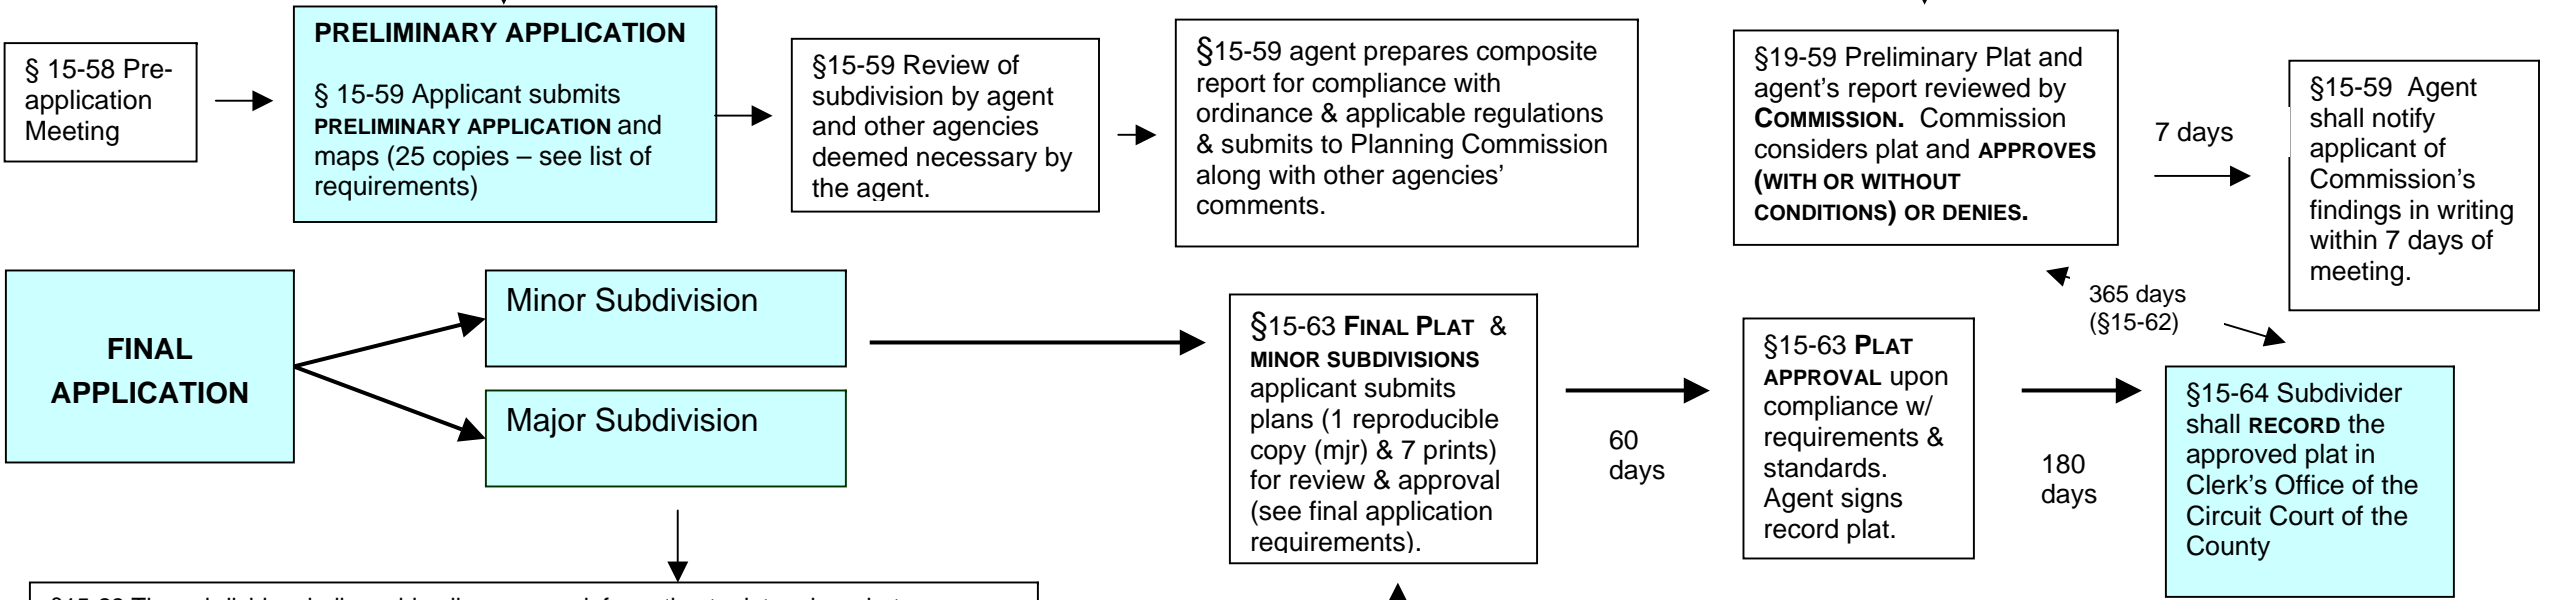 § 15-58 Pre-
application
Meeting
PRELIMINARY APPLICATION
§ 15-59 Applicant submits
PRELIMINARY APPLICATION and
maps (25 copies – see list of
requirements)
§15-59 Review of
subdivision by agent
and other agencies
deemed necessary by
the agent.
§15-59 agent prepares composite
report for compliance with
ordinance & applicable regulations
& submits to Planning Commission
along with other agencies’
comments.
§19-59 Preliminary Plat and
agent’s report reviewed by
COMMISSION. Commission
considers plat and APPROVES
(WITH OR WITHOUT
CONDITIONS) OR DENIES.
7 days
§15-59 Agent
shall notify
applicant of
Commission’s
findings in writing
within 7 days of
meeting.
FINAL
APPLICATION
Minor Subdivision
Major Subdivision
§15-63 FINAL PLAT &
MINOR SUBDIVISIONS
applicant submits
plans (1 reproducible
copy (mjr) & 7 prints)
for review & approval
(see final application
requirements).
60
days
§15-63 PLAT
APPROVAL upon
compliance w/
requirements &
standards.
Agent signs
record plat.
180
days
365 days
(§15-62)
§15-64 Subdivider
shall RECORD the
approved plat in
Clerk’s Office of the
Circuit Court of the
County